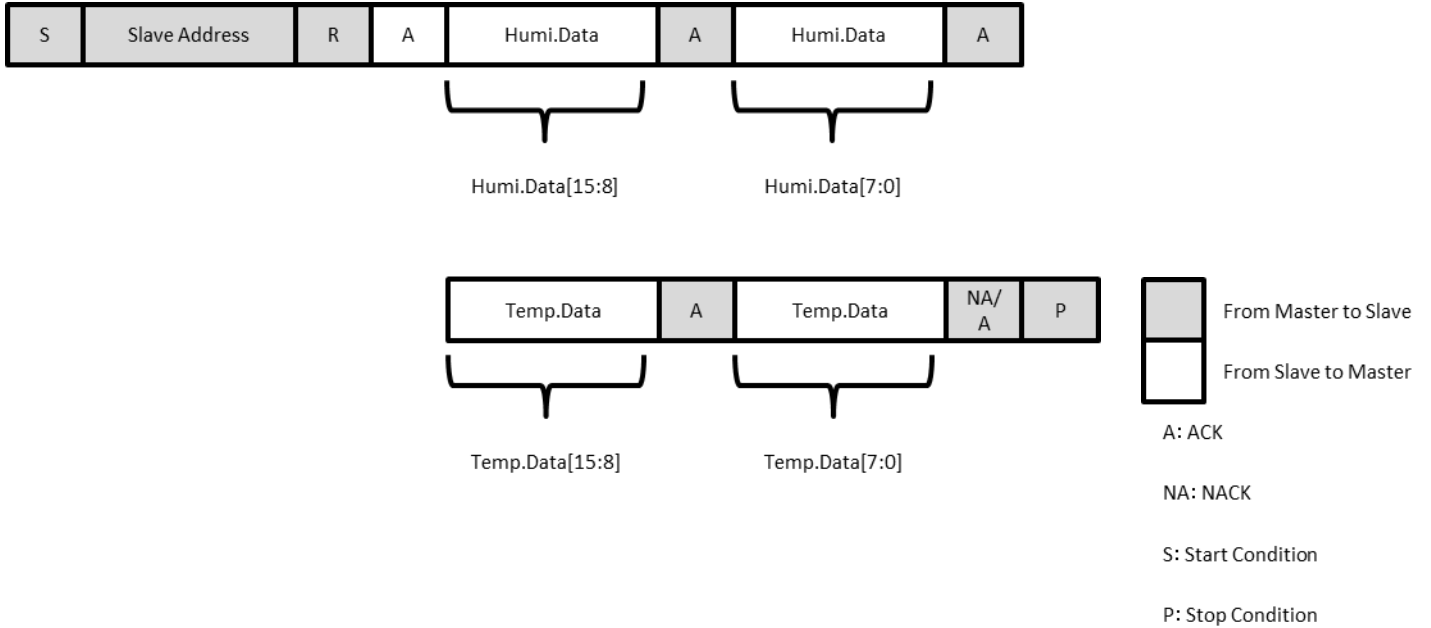 S Slave Address R A Humi.Data A Humi.Data A
Humi.Data[15:8] Humi.Data[7:0]
Temp.Data A Temp.Data NA/
A P
From Master to Slave
From Slave to Master
Temp.Data[15:8] Temp.Data[7:0]
A: ACK
NA: NACK
S: Start Condition
P: Stop Condition